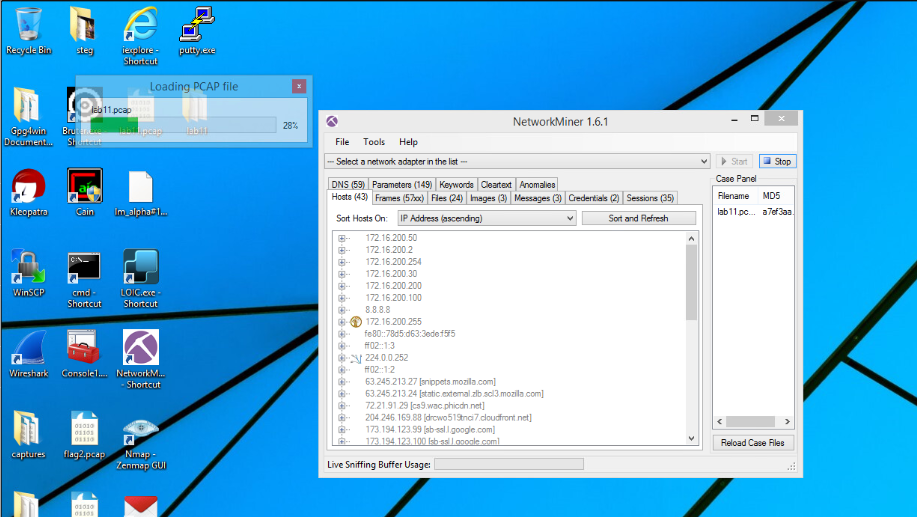 Recycle Bin
steg
iexplore -
Shortcut
putty.exe
Loading PCAP file
lab11.pcap
28%
Gpg4win
Document...
Shortcut
lab11.pcap
lab11
Kleopatra
Cain
lm_alpha#1...
WinSCP
cmd -
Shortcut
LOIC.exe -
Shortcut
Wireshark
Console1....
NetworkMiner
- Shortcut
captures
flag2.pcap
Nmap -
Zenmap GUI
NetworkMiner 1.6.1
File Tools Help
--- Select a network adapter in the list ---
Start
Stop
DNS (59) Parameters (149) Keywords Cleartext Anomalies
Hosts (43) Frames (57xx) Files (24) Images (3) Messages (3) Credentials (2) Sessions (35)
Sort Hosts On: IP Address (ascending) Sort and Refresh
172.16.200.50
172.16.200.2
172.16.200.254
172.16.200.30
172.16.200.200
172.16.200.100
8.8.8.8
172.16.200.255
fe80::78d5:d63:3ede:f5f5
ff02::1:3
224.0.0.252
ff02::1:2
63.245.213.27 [snippets.mozilla.com]
63.245.213.24 [static.external.zlb.scl3.mozilla.com]
72.21.91.29 [cs9.wac.phicdn.net]
204.246.169.88 [drcwo519tnci7.cloudfront.net]
173.194.123.99 [sb-ssl.l.google.com]
173.194.123.100 [sb-ssl.l.google.com]
Case Panel
Filename MD5
lab11.pc... a7ef3aa...
Reload Case Files
Live Sniffing Buffer Usage: